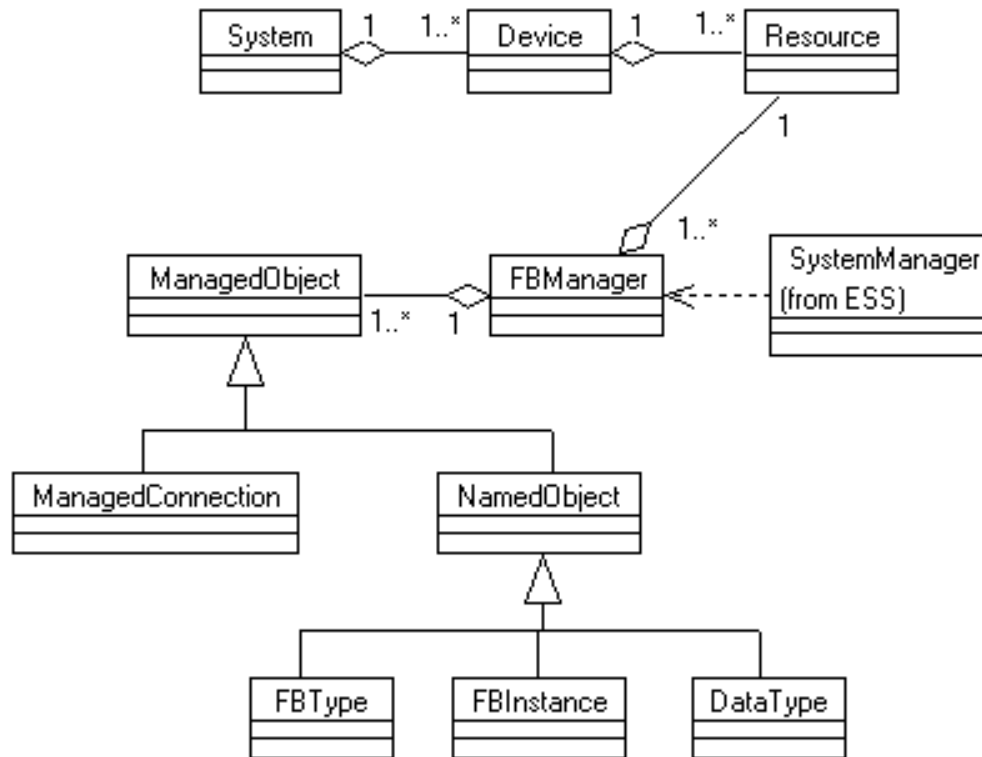 System
1
1..*
Device
1
1..*
Resource
1
1..*
ManagedObject
FBManager
SystemManager
(from ESS)
1..*
1
ManagedConnection
NamedObject
FBType
FBInstance
DataType